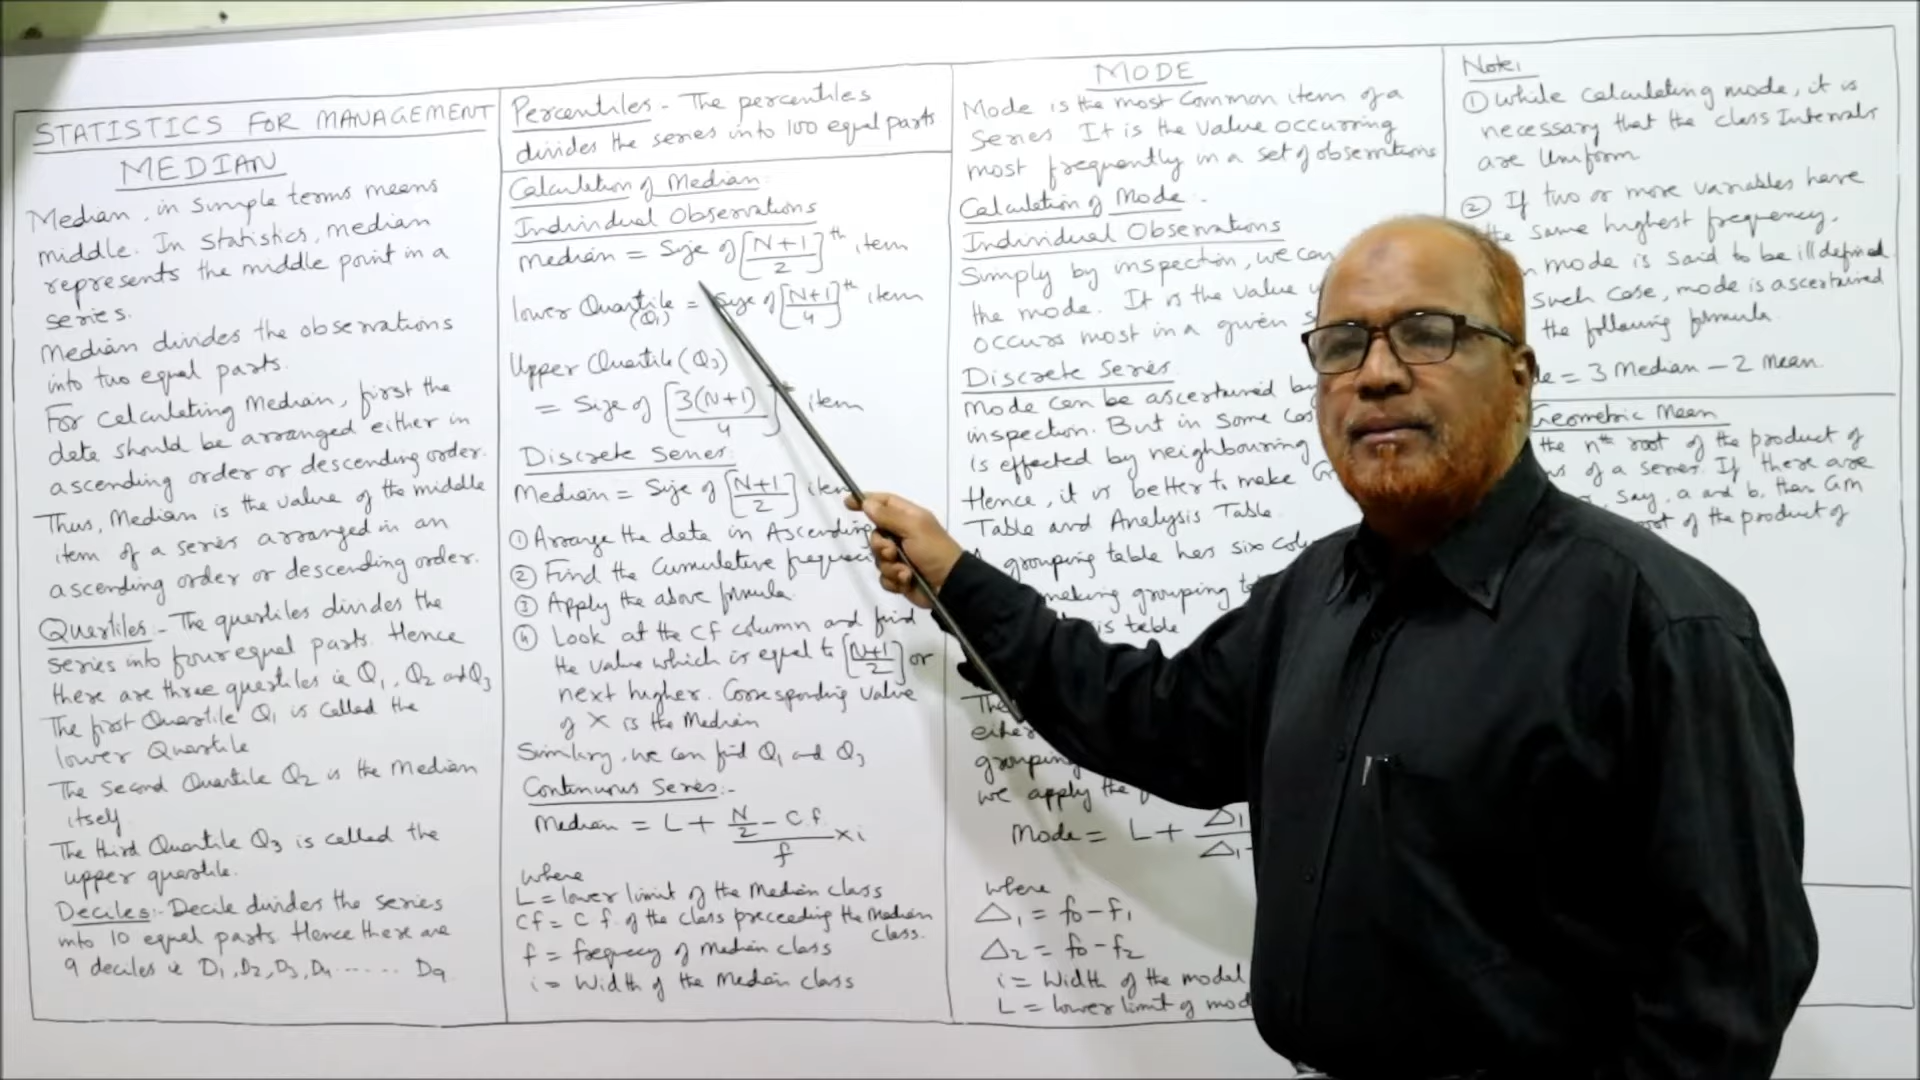 STATISTICS FOR MANAGEMENT
MEDIAN
Median, in simple terms means
middle. In Statistics, median
represents the middle point in a
series.
Median divides the observations
into two equal parts.
For calculating Median, first the
data should be arranged either in
ascending order or descending order.
Thus, Median is the value of the middle
item of a series arranged in an
ascending order or descending order.
Quartiles:- The quartiles divides the
series into four equal parts. Hence
there are three quartiles ie Q1, Q2 and Q3
The first Quartile Q1 is called the
lower Quartile
The second Quartile Q2 is the Median
itself
The third Quartile Q3 is called the
upper quartile.
Deciles:- Decile divides the series
into 10 equal parts. Hence there are
9 deciles ie D1, D2, D3, D4 ...... D9
Percentiles - The percentiles
divides the series into 100 equal parts
Calculation of Median
Individual Observations
Median = Size of [N+1/2]th item
lower Quartile (Q1) = Size of [N+1/4]th item
Upper Quartile (Q3)
= Size of [3(N+1)/4] item
Discrete Series
Median = Size of [N+1/2] item
① Arrange the data in Ascending
② Find the Cumulative
③ Apply the above formula.
④ Look at the Cf column and find
the value which is equal to [N+1/2] or
next higher. Corresponding value
of X is the Median
Similary, we can find Q1 and Q3
Continuous Series:-
Median = L + N/2 - C.f / f × i
where
L = lower limit of the Median class
Cf = C f. of the class preceeding the Median
class.
f = frequency of Median class
i = Width of the Median class
MODE
Mode is the most Common item of a
Series It is the value occurring
most frequently in a set of observations
Calculation of Mode -
Individual Observations
Simply by inspection, we can
the mode. It is the value
occurs most in a given
Discrete Series
Mode can be ascertained by
inspection. But in some
is effected by neighbouring
Hence, it is better to make
Table and Analysis Table.
grouping table has six
making grouping
is table
we apply the
Mode = L + Δ1
Δ1
where
Δ1 = f0 - f1
Δ2 = f0 - f2
i = Width of the modal
L = lower limit of
Note:
① While calculating mode, it is
necessary that the class Intervals
are Uniform
② If two or more variables have
the same highest frequency,
mode is said to be ill defined
such case, mode is ascertained
the following formula.
= 3 Median - 2 Mean.
Geometric Mean
the nth root of the product of
of a series. If there are
say, a and b, then Gm
of the product of